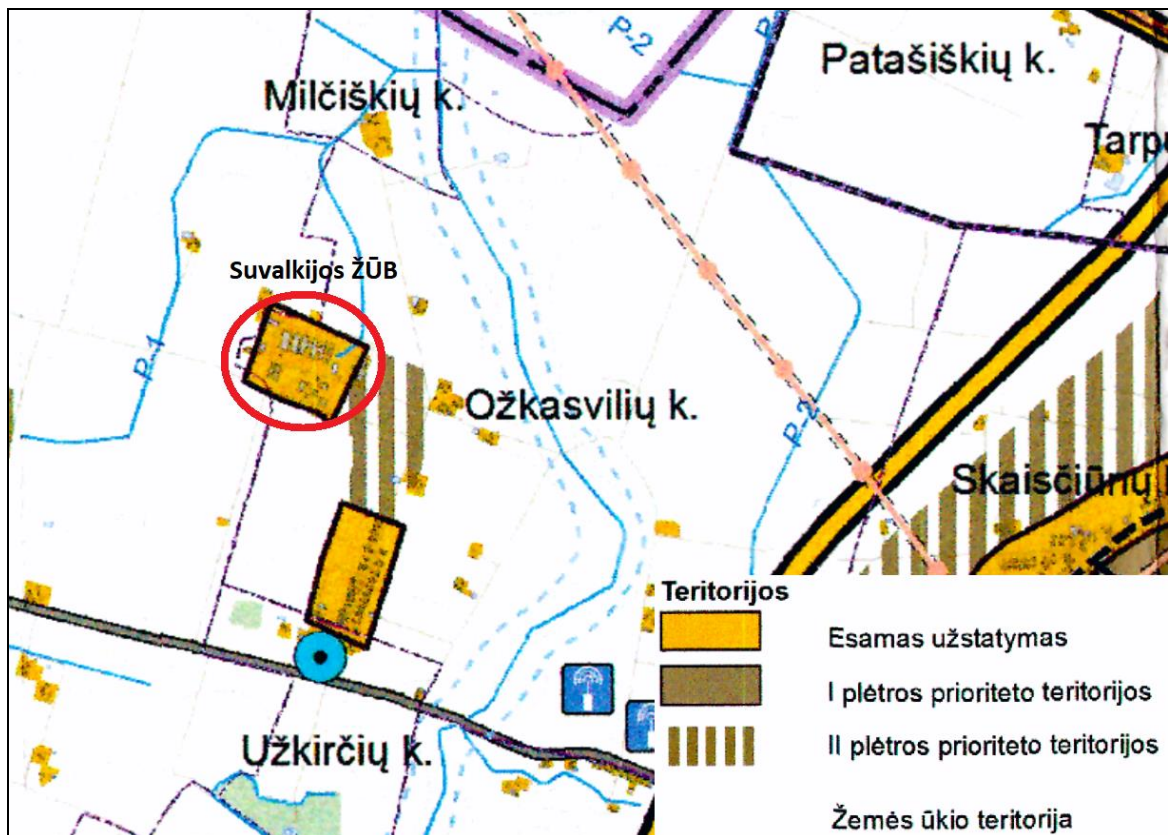 P-2
Patašiškių k.
Milčiškių k.
Suvalkijos ŽŪB
P-1
Ožkasvilių k.
P-2
Skaisčiūnų
Užkirčių k.
Teritorijos
Esamas užstatymas
I plėtros prioriteto teritorijos
II plėtros prioriteto teritorijos
Žemės ūkio teritorija